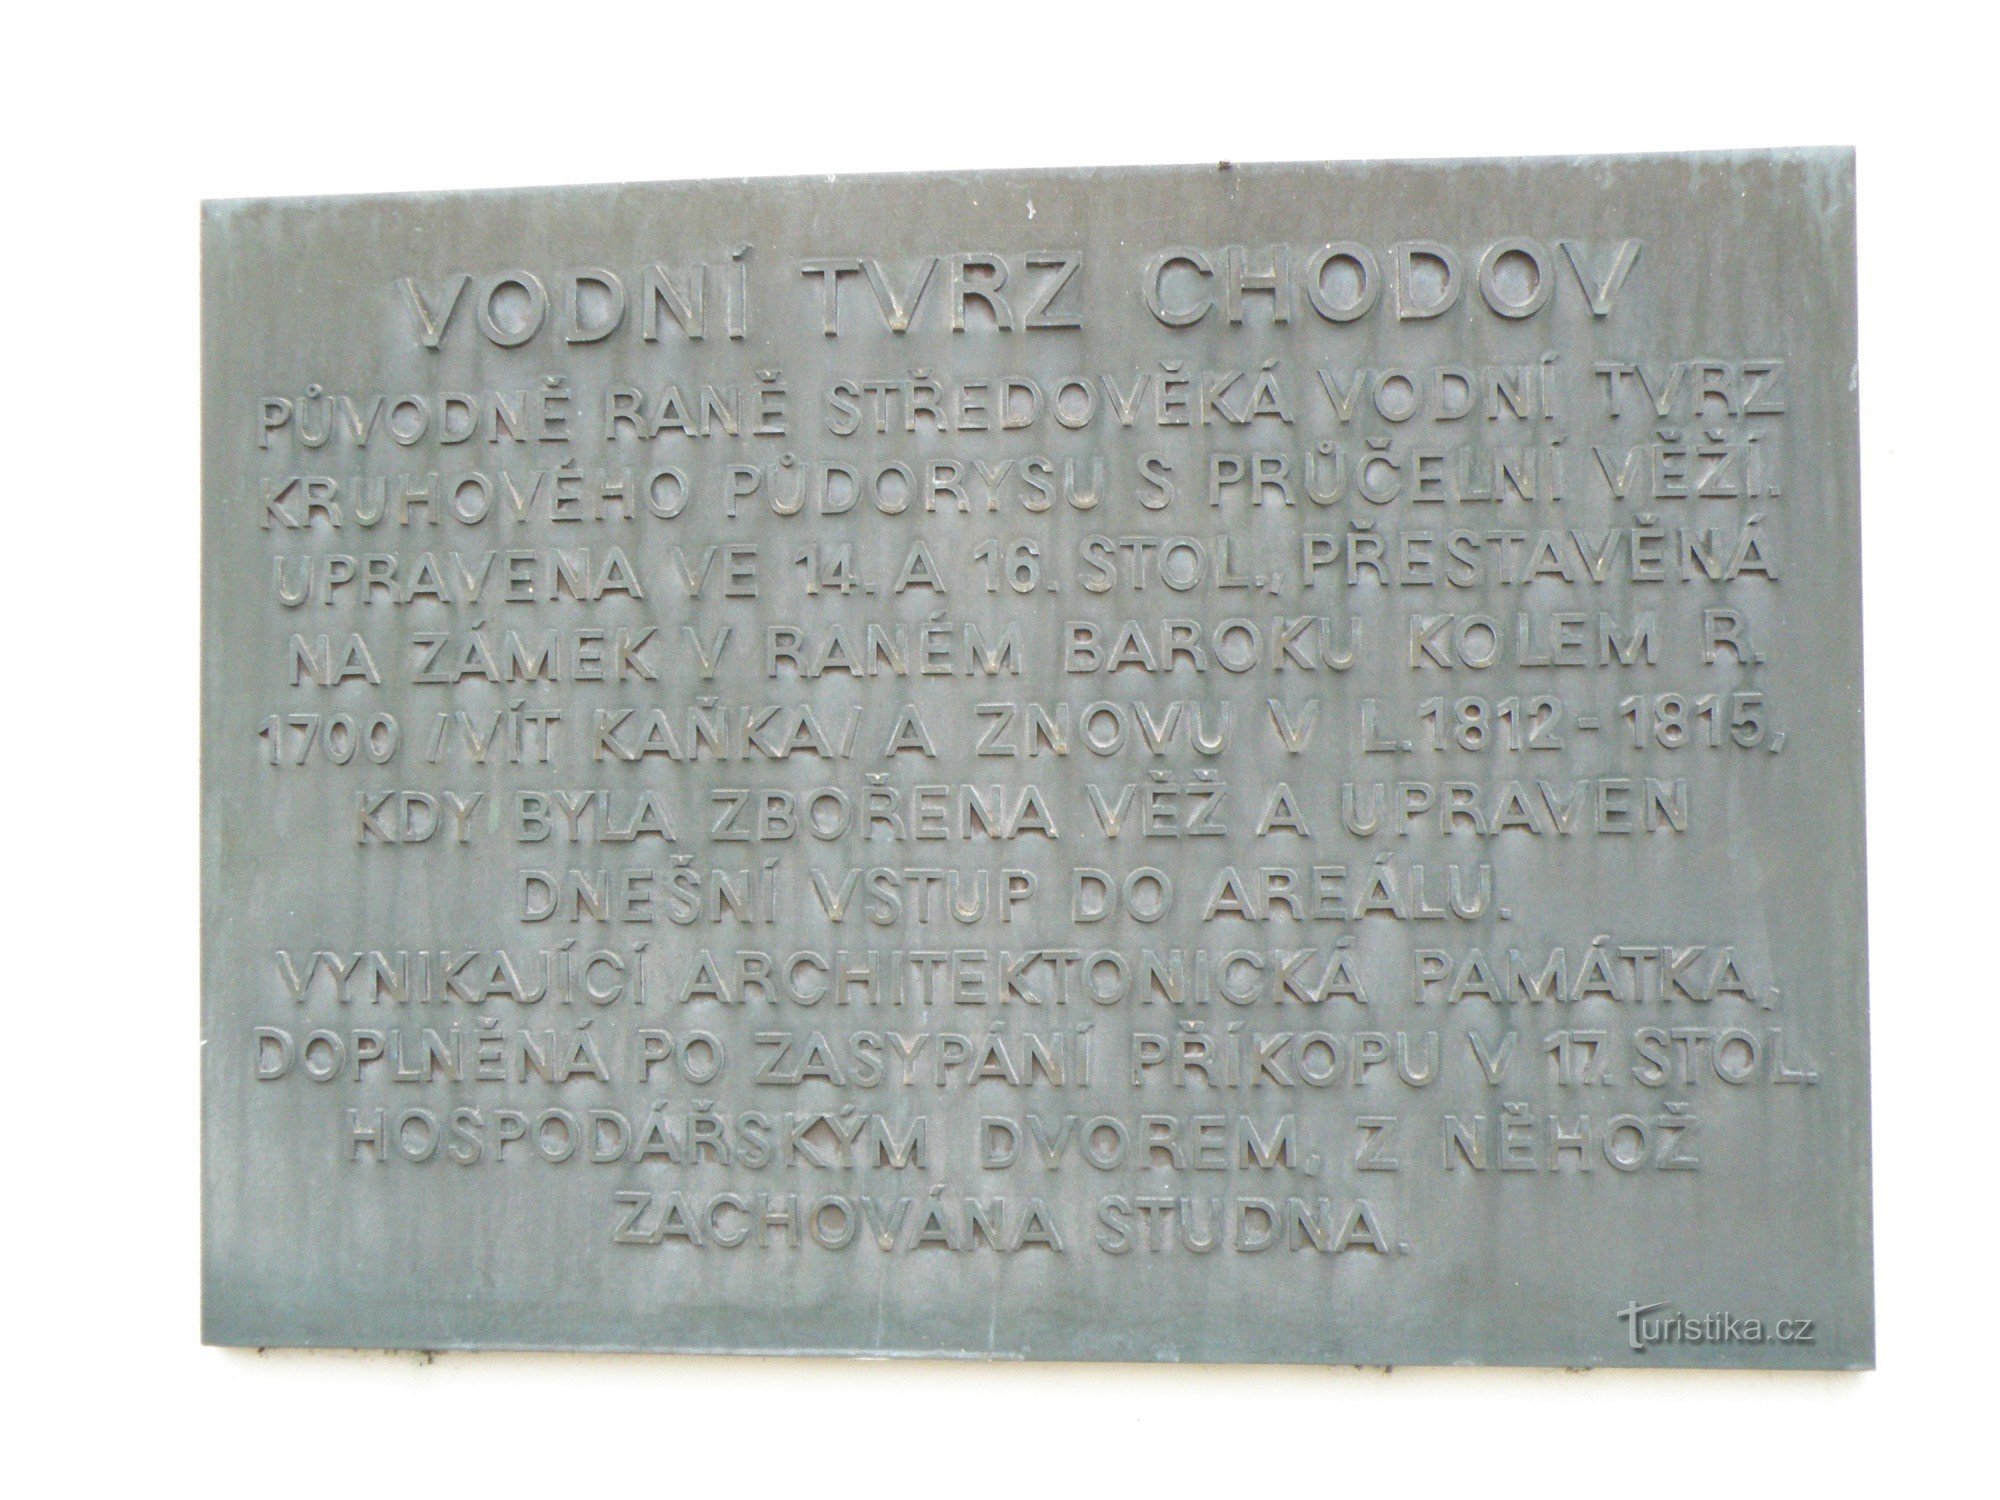 VODNÍ TVRZ CHODOV
PŮVODNĚ RANĚ STŘEDOVĚKÁ VODNÍ TVRZ
KRUHOVÉHO PŮDORYSU S PRŮČELNÍ VĚŽÍ.
UPRAVENA VE 14. A 16. STOL., PŘESTAVĚNÁ
NA ZÁMEK V RANÉM BAROKU KOLEM R.
1700 /VÍT KAŇKA/ A ZNOVU V L. 1812-1815,
KDY BYLA ZBOŘENA VĚŽ A UPRAVEN
DNEŠNÍ VSTUP DO AREÁLU.
VYNIKAJÍCÍ ARCHITEKTONICKÁ PAMÁTKA,
DOPLNĚNÁ PO ZASYPÁNÍ PŘÍKOPU V 17. STOL.
HOSPODÁŘSKÝM DVOREM, Z NĚHOŽ
ZACHOVÁNA STUDNA.
Turistika.cz